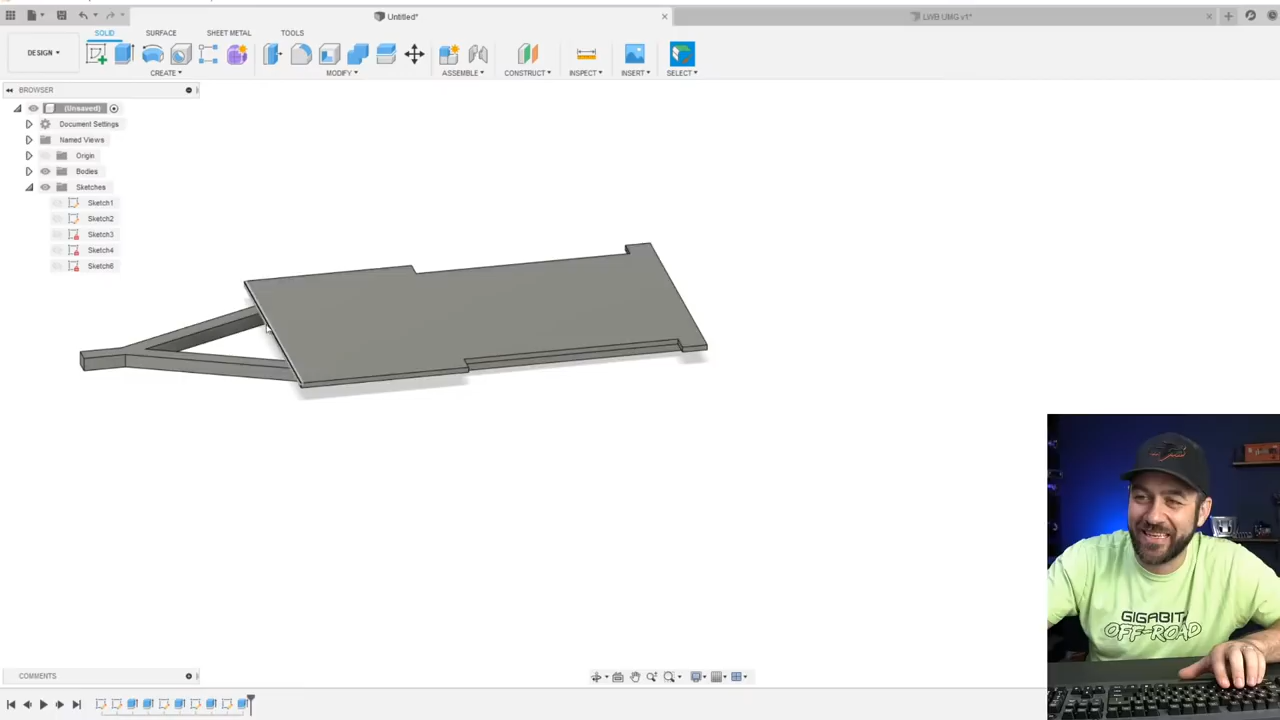 Untitled*
LWB UMG v1*
SOLID
SURFACE
SHEET METAL
TOOLS
DESIGN
CREATE
MODIFY
ASSEMBLE
CONSTRUCT
INSPECT
INSERT
SELECT
BROWSER
(Unsaved)
Document Settings
Named Views
Origin
Bodies
Sketches
Sketch1
Sketch2
Sketch3
Sketch4
Sketch6
GIGABIT
OFF-ROAD
COMMENTS